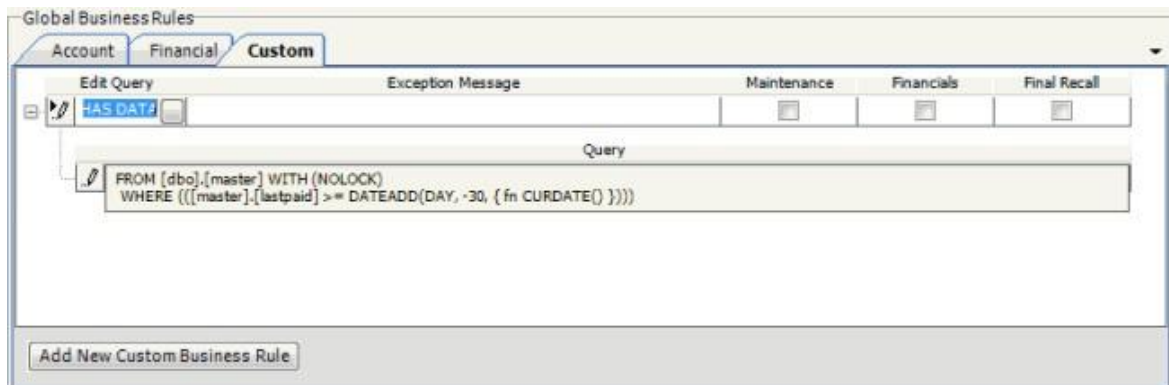 Global Business Rules
Account Financial Custom
Edit Query Exception Message Maintenance Financials Final Recall
HAS DATA
Query
FROM [dbo].[master] WITH (NOLOCK)
WHERE (([master].[lastpaid] >= DATEADD(DAY, -30, { fn CURDATE() })))
Add New Custom Business Rule